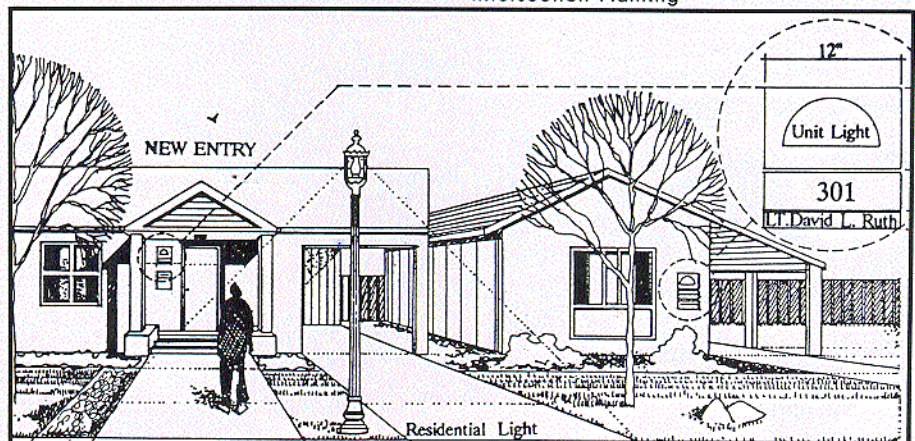 12"
Unit Light
NEW ENTRY
301
LT.David L. Ruth
Residential Light